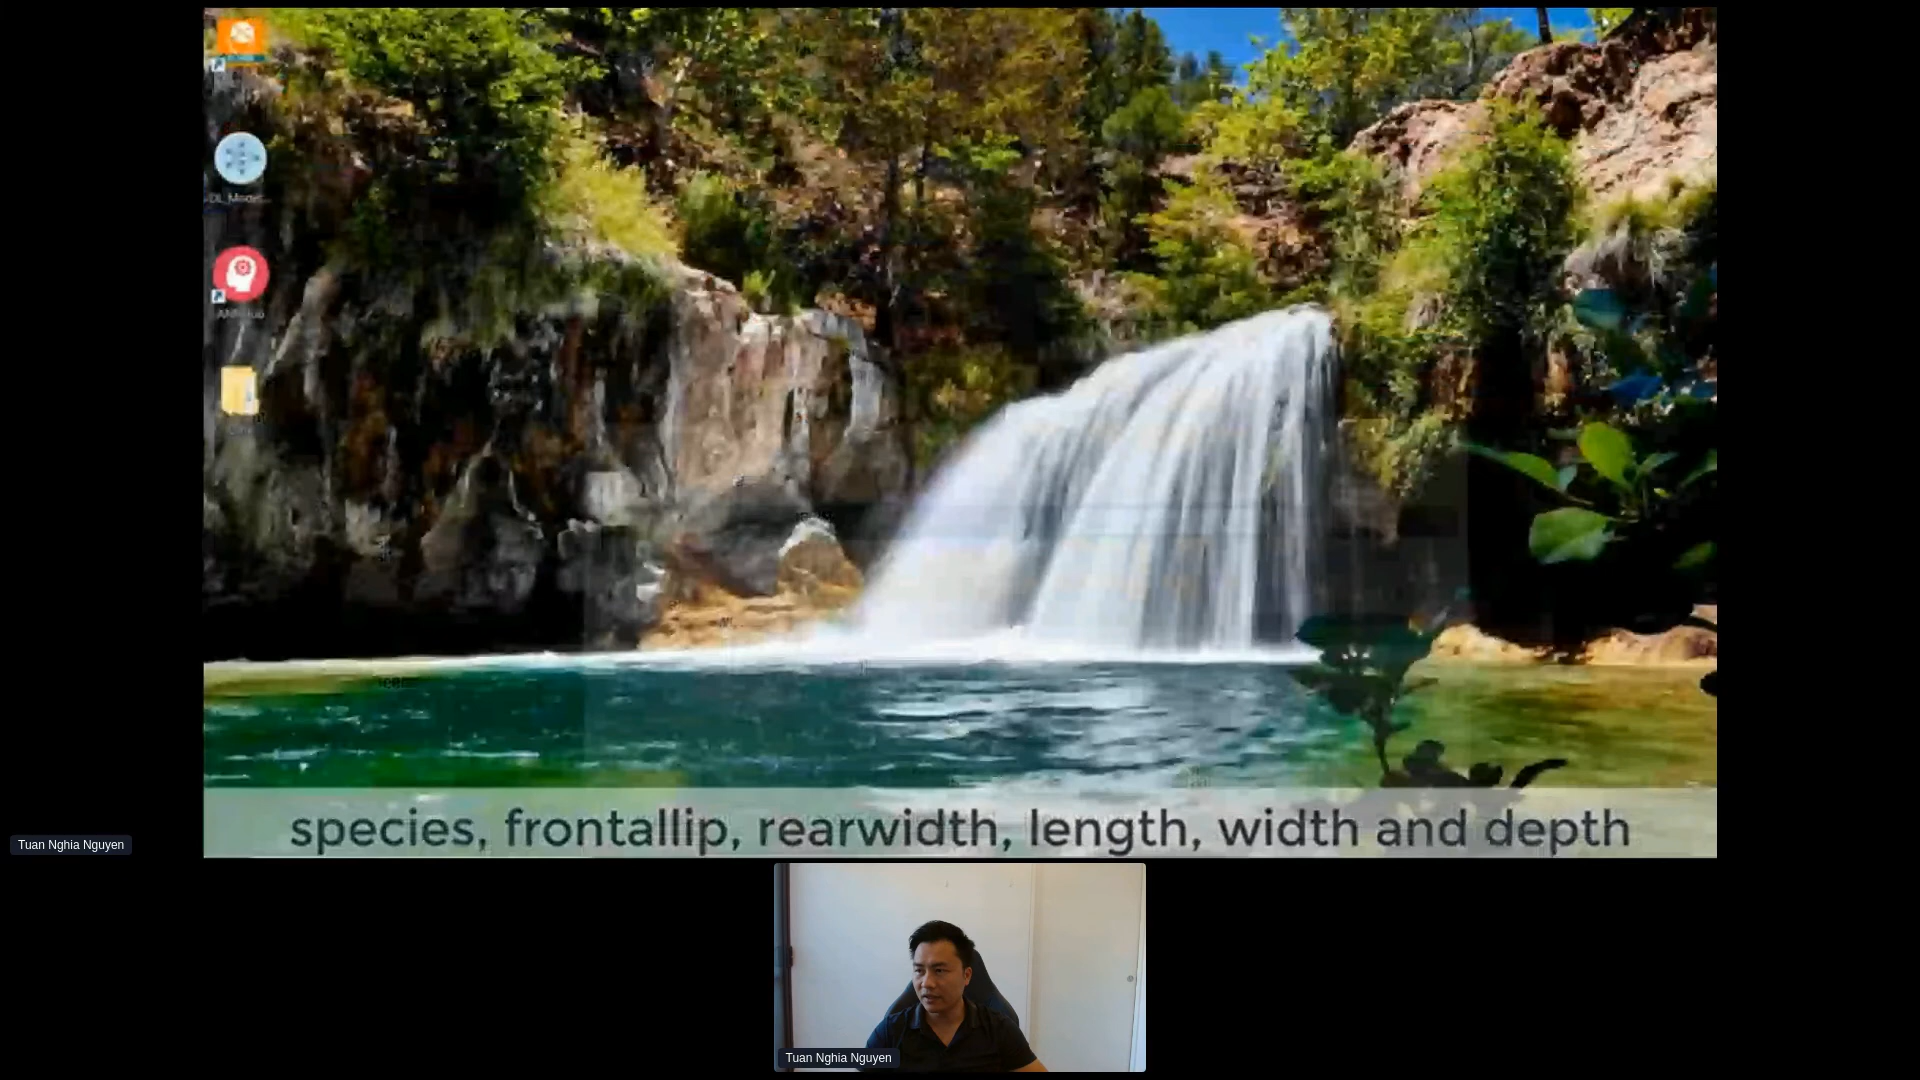 species, frontallip, rearwidth, length, width and depth
Tuan Nghia Nguyen
Tuan Nghia Nguyen